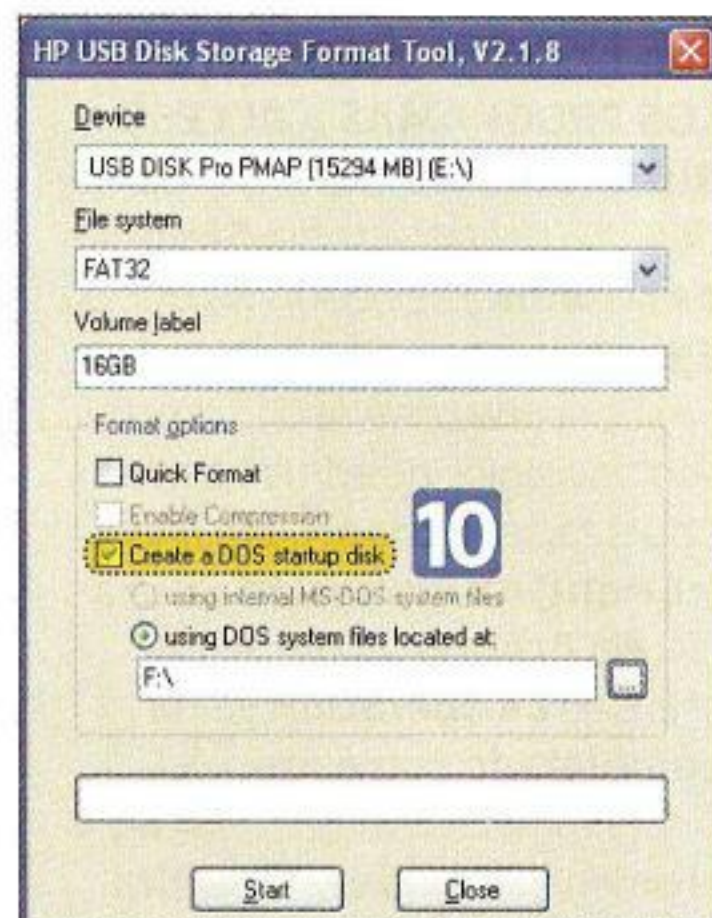 HP USB Disk Storage Format Tool, V2.1.8
Device
USB DISK Pro PMAP (15294 MB) (E:\)
File system
FAT32
Volume label
16GB
Format options
Quick Format
Enable Compression
Create a DOS startup disk
10
using internal MS-DOS system files
using DOS system files located at:
F:\
...
Start
Close